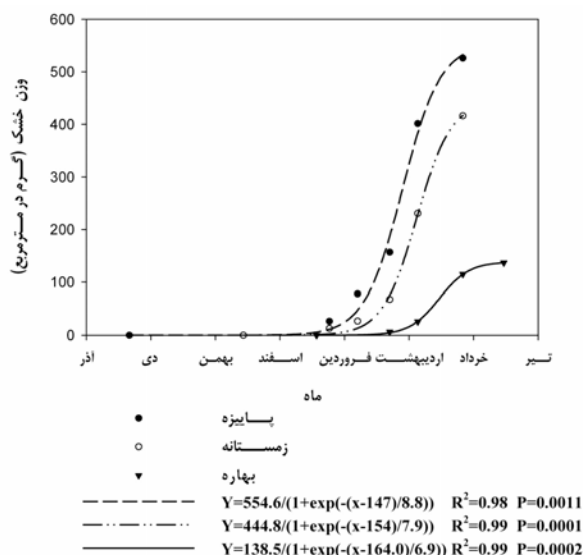 600
500
400
300
200
100
0
وزن خشک (گرم در مترمربع)
آذر دی بهمن اسفند فروردین اردیبهشت خرداد تیر
ماه
پاییزه
زمستانه
بهاره
Y=554.6/(1+exp(-(x-147)/8.8)) R²=0.98 P=0.0011
Y=444.8/(1+exp(-(x-154)/7.9)) R²=0.99 P=0.0001
Y=138.5/(1+exp(-(x-164.0)/6.9)) R²=0.99 P=0.0002